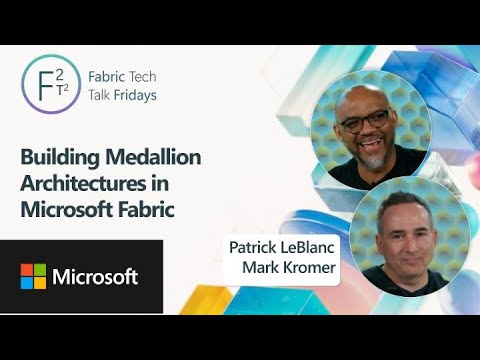 F2T2
Fabric Tech
Talk Fridays
Building Medallion
Architectures in
Microsoft Fabric
Patrick LeBlanc
Mark Kromer
Microsoft